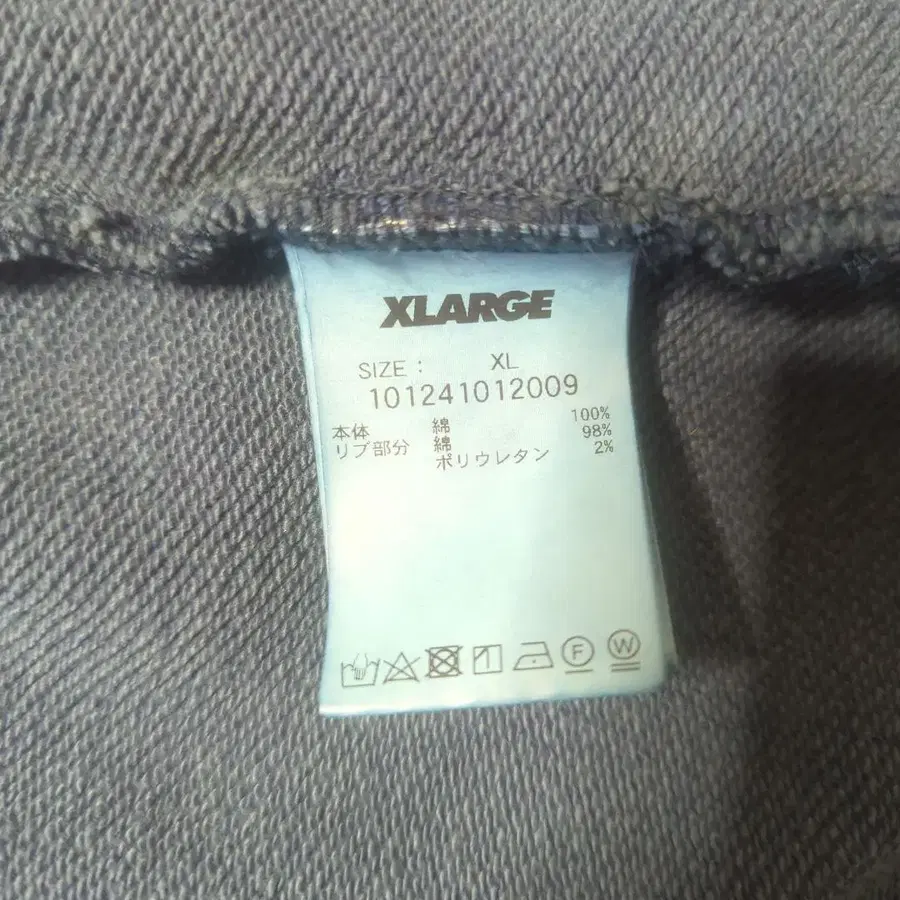 XLARGE
SIZE : XL
101241012009
本体 綿 100%
リブ部分 綿 98%
ポリウレタン 2%
F W